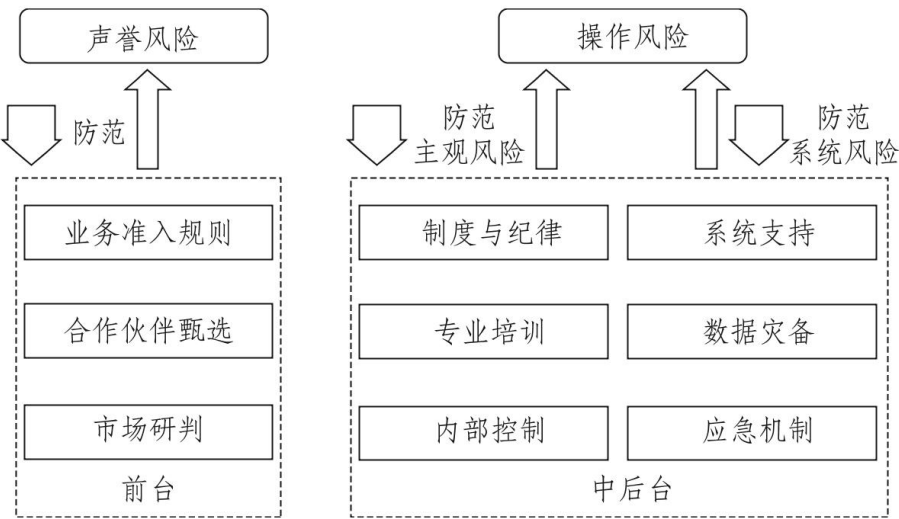 声誉风险
操作风险
防范
防范
主观风险
防范
系统风险
业务准入规则
合作伙伴甄选
市场研判
前台
制度与纪律
系统支持
专业培训
数据灾备
内部控制
应急机制
中后台